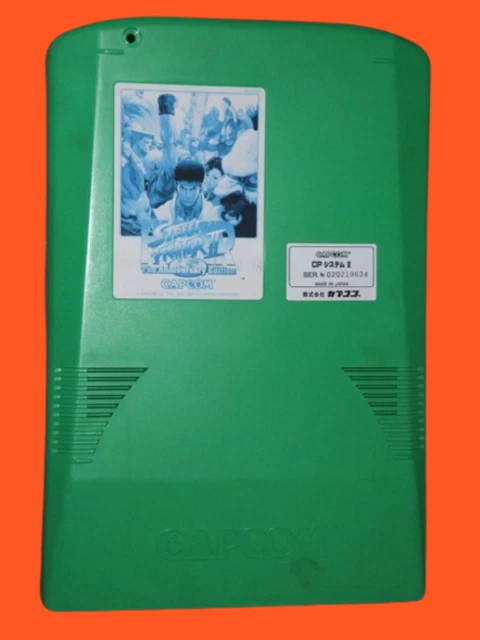 STREET
FIGHTER II
The Anniversary Edition
CAPCOM
CAPCOM
CP システム II
SER. № 020219634
MADE IN JAPAN
株式会社 カプコン
CAPCOM